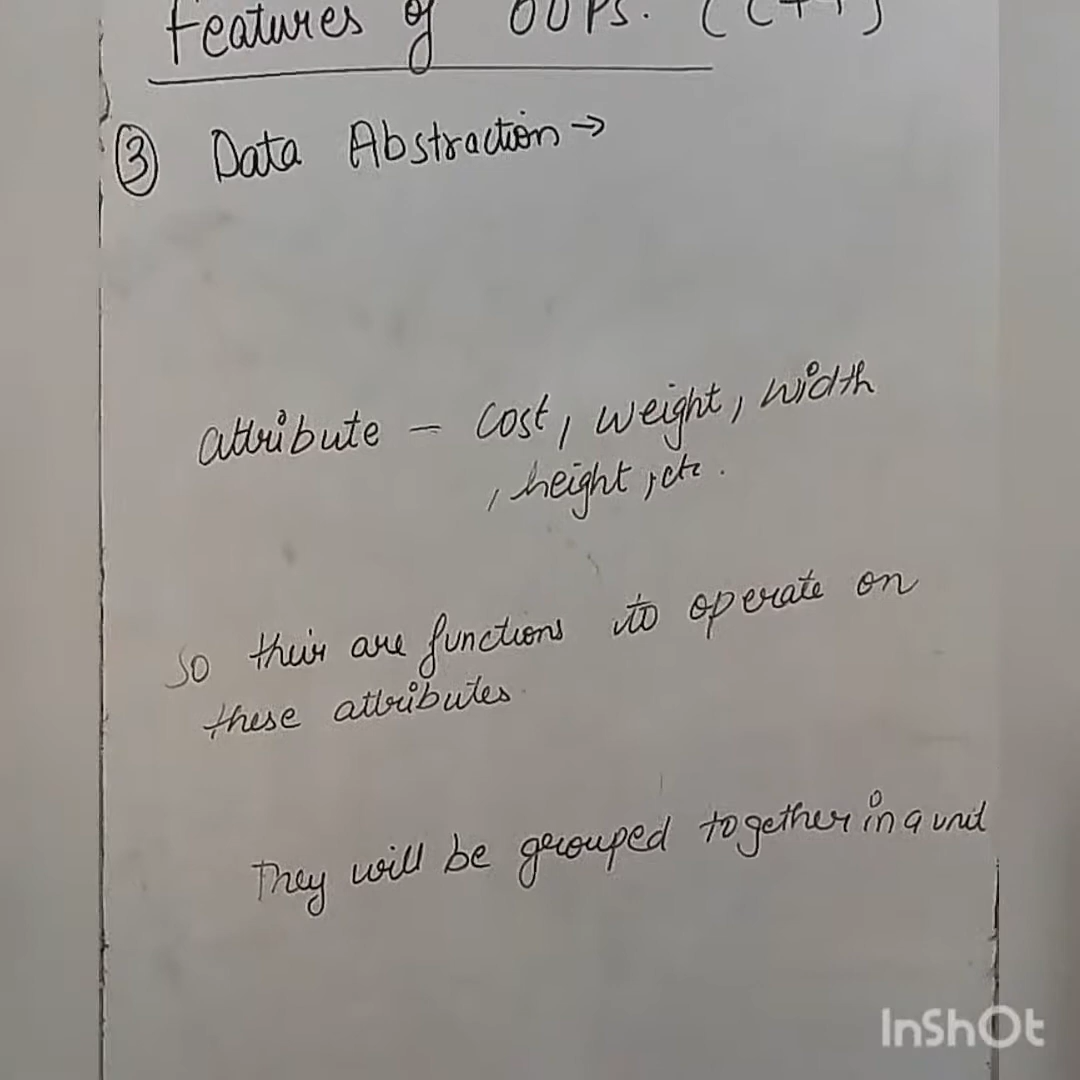 Features of OOPs. (C++)
③ Data Abstraction →
attribute - cost, weight, width
, height, etc.
So their are functions to operate on
these attributes.
They will be grouped together in a unit
InShOt